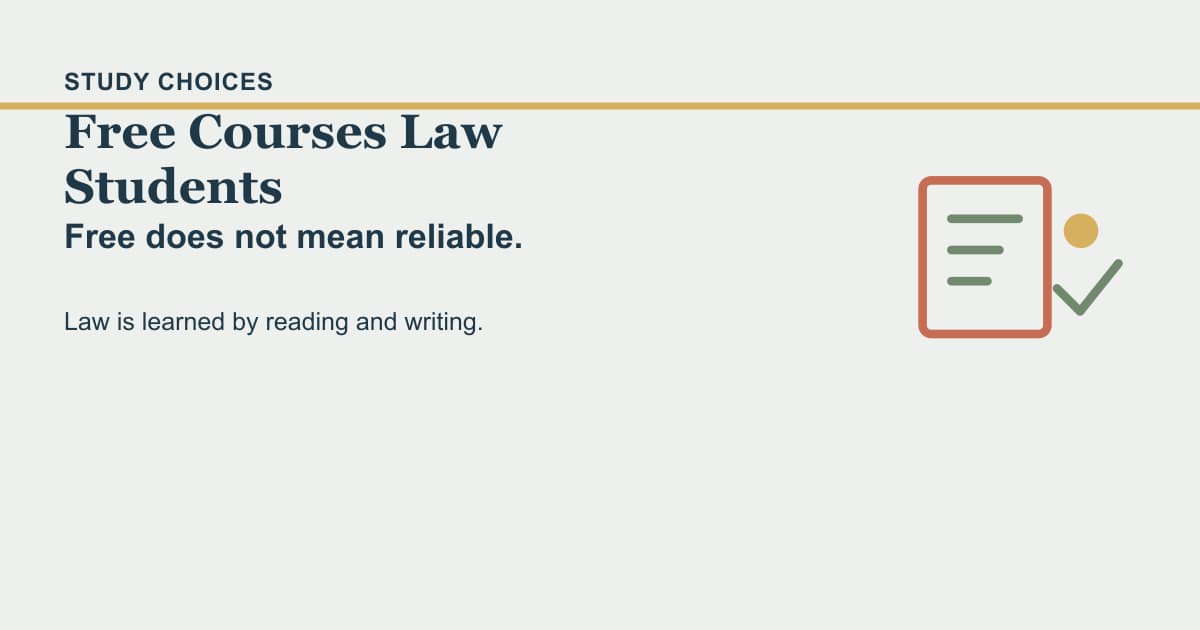 STUDY CHOICES
Free Courses Law
Students
Free does not mean reliable.
Law is learned by reading and writing.